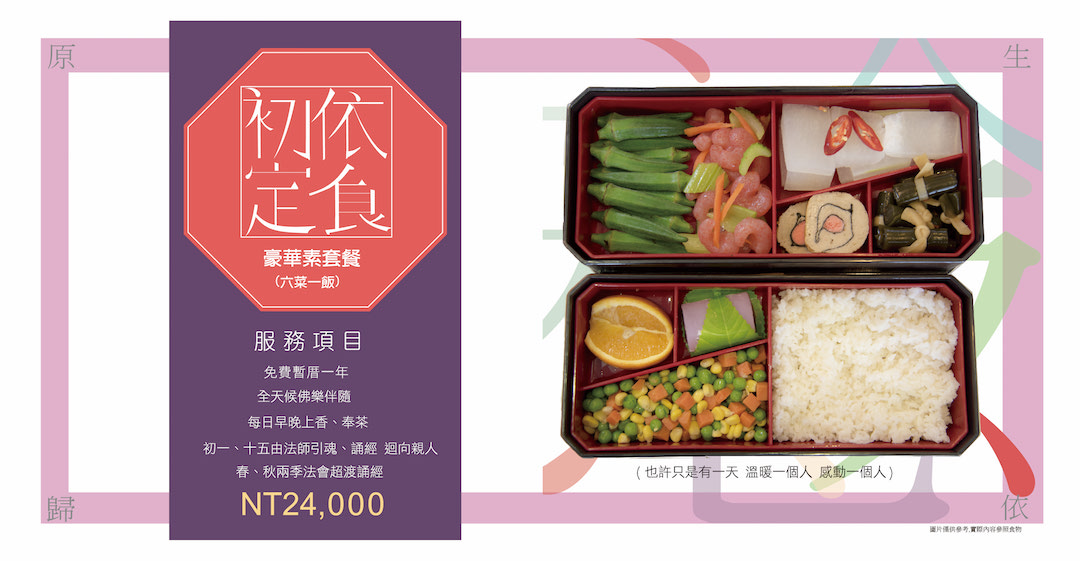 原
生
初依
定食
豪華素套餐
(六菜一飯)
服務項目
免費暫厝一年
全天候佛樂伴隨
每日早晚上香、奉茶
初一、十五由法師引魂、誦經 迴向親人
春、秋兩季法會超渡誦經
NT24,000
(也許只是有一天 溫暖一個人 感動一個人)
歸
依
圖片僅供參考,實際內容參照食物